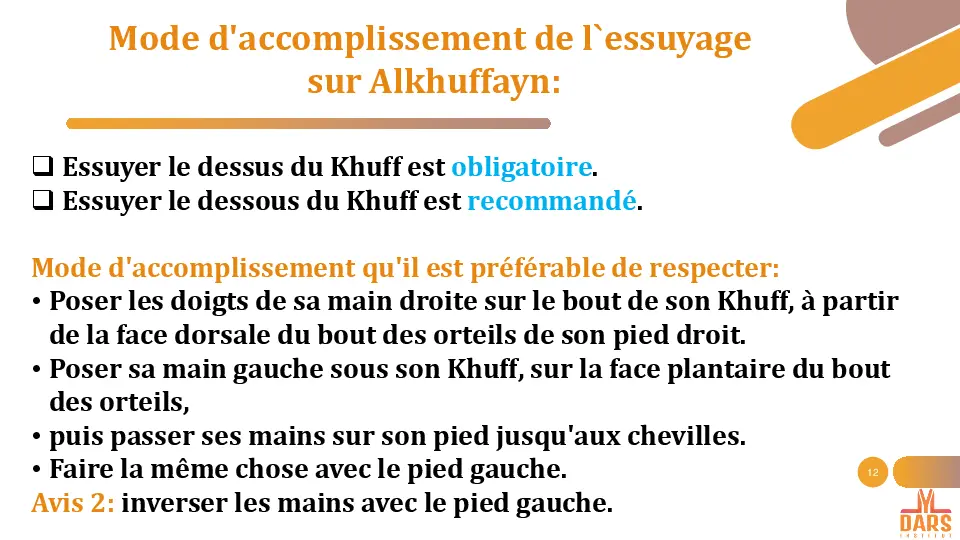 Mode d'accomplissement de l`essuyage
sur Alkhuffayn:
❑ Essuyer le dessus du Khuff est obligatoire.
❑ Essuyer le dessous du Khuff est recommandé.
Mode d'accomplissement qu'il est préférable de respecter:
• Poser les doigts de sa main droite sur le bout de son Khuff, à partir
de la face dorsale du bout des orteils de son pied droit.
• Poser sa main gauche sous son Khuff, sur la face plantaire du bout
des orteils,
• puis passer ses mains sur son pied jusqu'aux chevilles.
• Faire la même chose avec le pied gauche.
Avis 2: inverser les mains avec le pied gauche.
12
DARS
INSTITUT